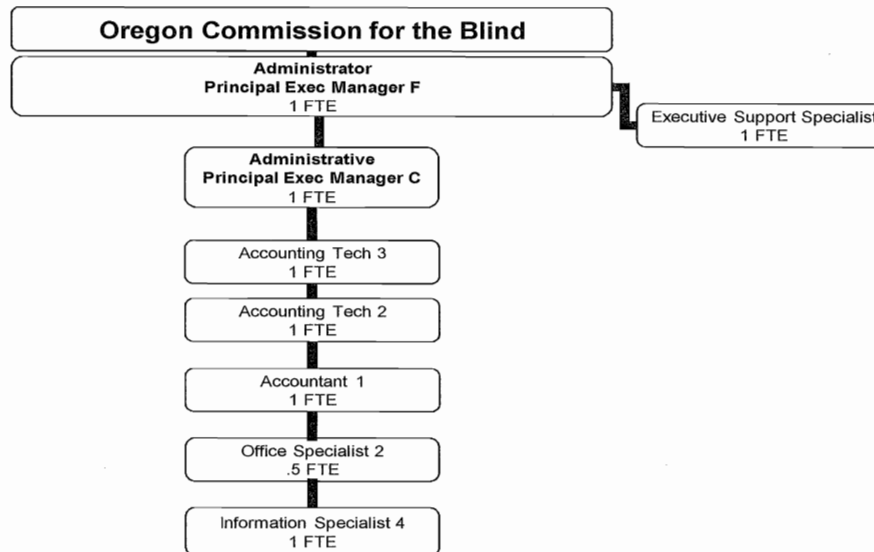 Oregon Commission for the Blind
Administrator
Principal Exec Manager F
1 FTE
Executive Support Specialist
1 FTE
Administrative
Principal Exec Manager C
1 FTE
Accounting Tech 3
1 FTE
Accounting Tech 2
1 FTE
Accountant 1
1 FTE
Office Specialist 2
.5 FTE
Information Specialist 4
1 FTE